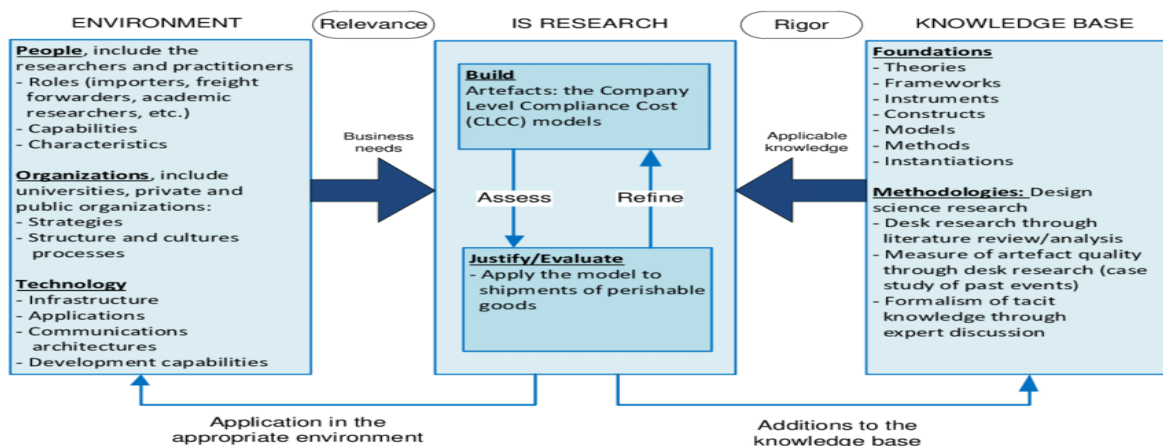 ENVIRONMENT
Relevance
IS RESEARCH
Rigor
KNOWLEDGE BASE
People, include the
researchers and practitioners
- Roles (importers, freight
forwarders, academic
researchers, etc.)
- Capabilities
- Characteristics
Organizations, include
universities, private and
public organizations:
- Strategies
- Structure and cultures
processes
Technology
- Infrastructure
- Applications
- Communications
architectures
- Development capabilities
Business
needs
Build
Artefacts: the Company
Level Compliance Cost
(CLCC) models
Assess
Refine
Justify/Evaluate
- Apply the model to
shipments of perishable
goods
Applicable
knowledge
Foundations
- Theories
- Frameworks
- Instruments
- Constructs
- Models
- Methods
- Instantiations
Methodologies: Design
science research
- Desk research through
literature review/analysis
- Measure of artefact quality
through desk research (case
study of past events)
- Formalism of tacit
knowledge through
expert discussion
Application in the
appropriate environment
Additions to the
knowledge base